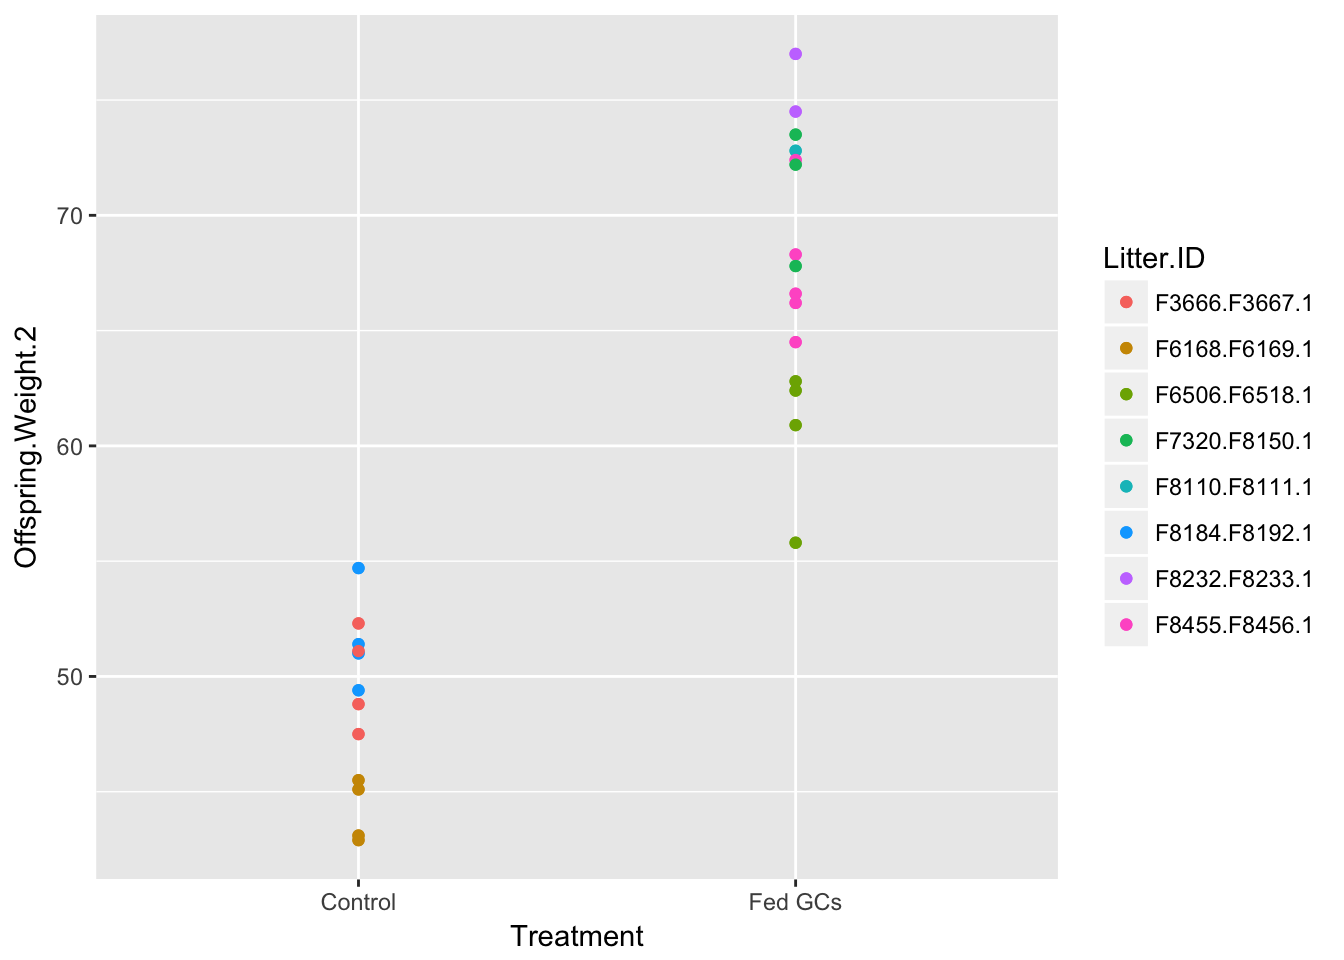 70
60
50
Offspring.Weight.2
Control
Fed GCs
Treatment
Litter.ID
F3666.F3667.1
F6168.F6169.1
F6506.F6518.1
F7320.F8150.1
F8110.F8111.1
F8184.F8192.1
F8232.F8233.1
F8455.F8456.1